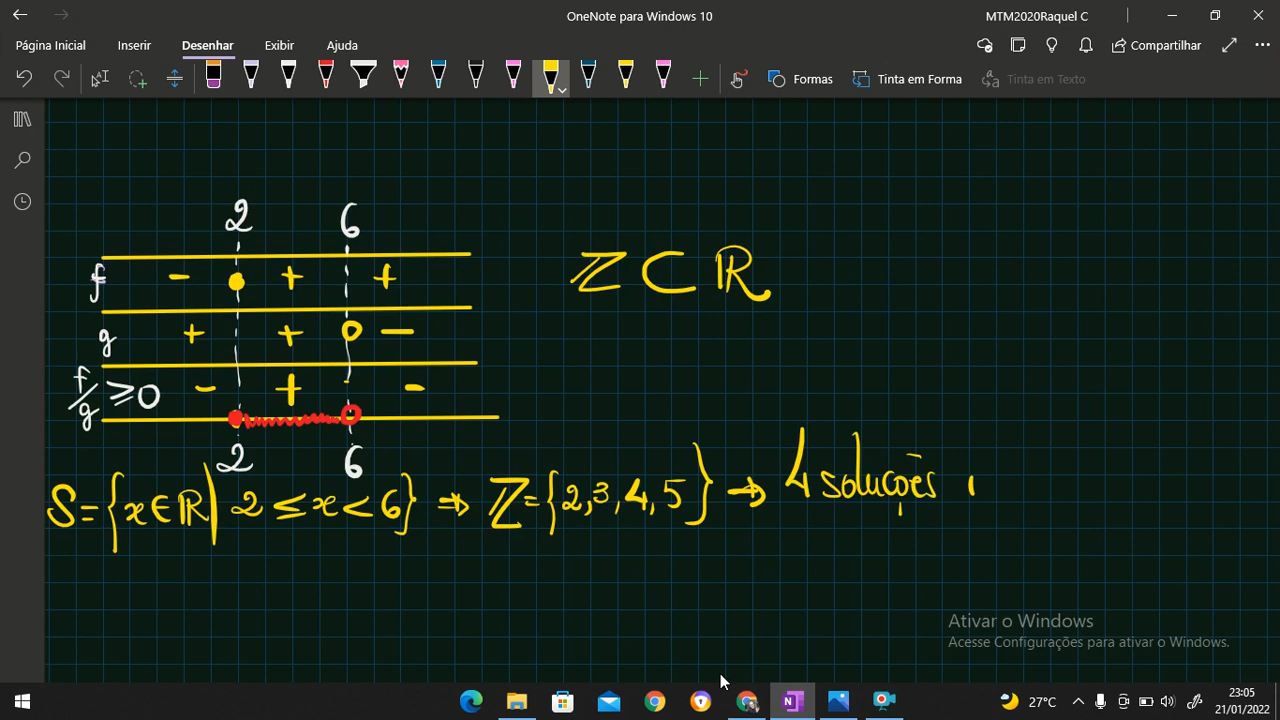 OneNote para Windows 10
MTM2020Raquel C
Página Inicial Inserir Desenhar Exibir Ajuda
Compartilhar
Formas
Tinta em Forma
Tinta em Texto
2 6
f - + +
g + + -
f/g ≥0 - + -
2 6
ℤ ⊂ ℝ
S={x∈ℝ| 2 ≤ x < 6} ⇒ ℤ={2,3,4,5} → 4 soluções
Ativar o Windows
Acesse Configurações para ativar o Windows.
27°C
23:05
21/01/2022